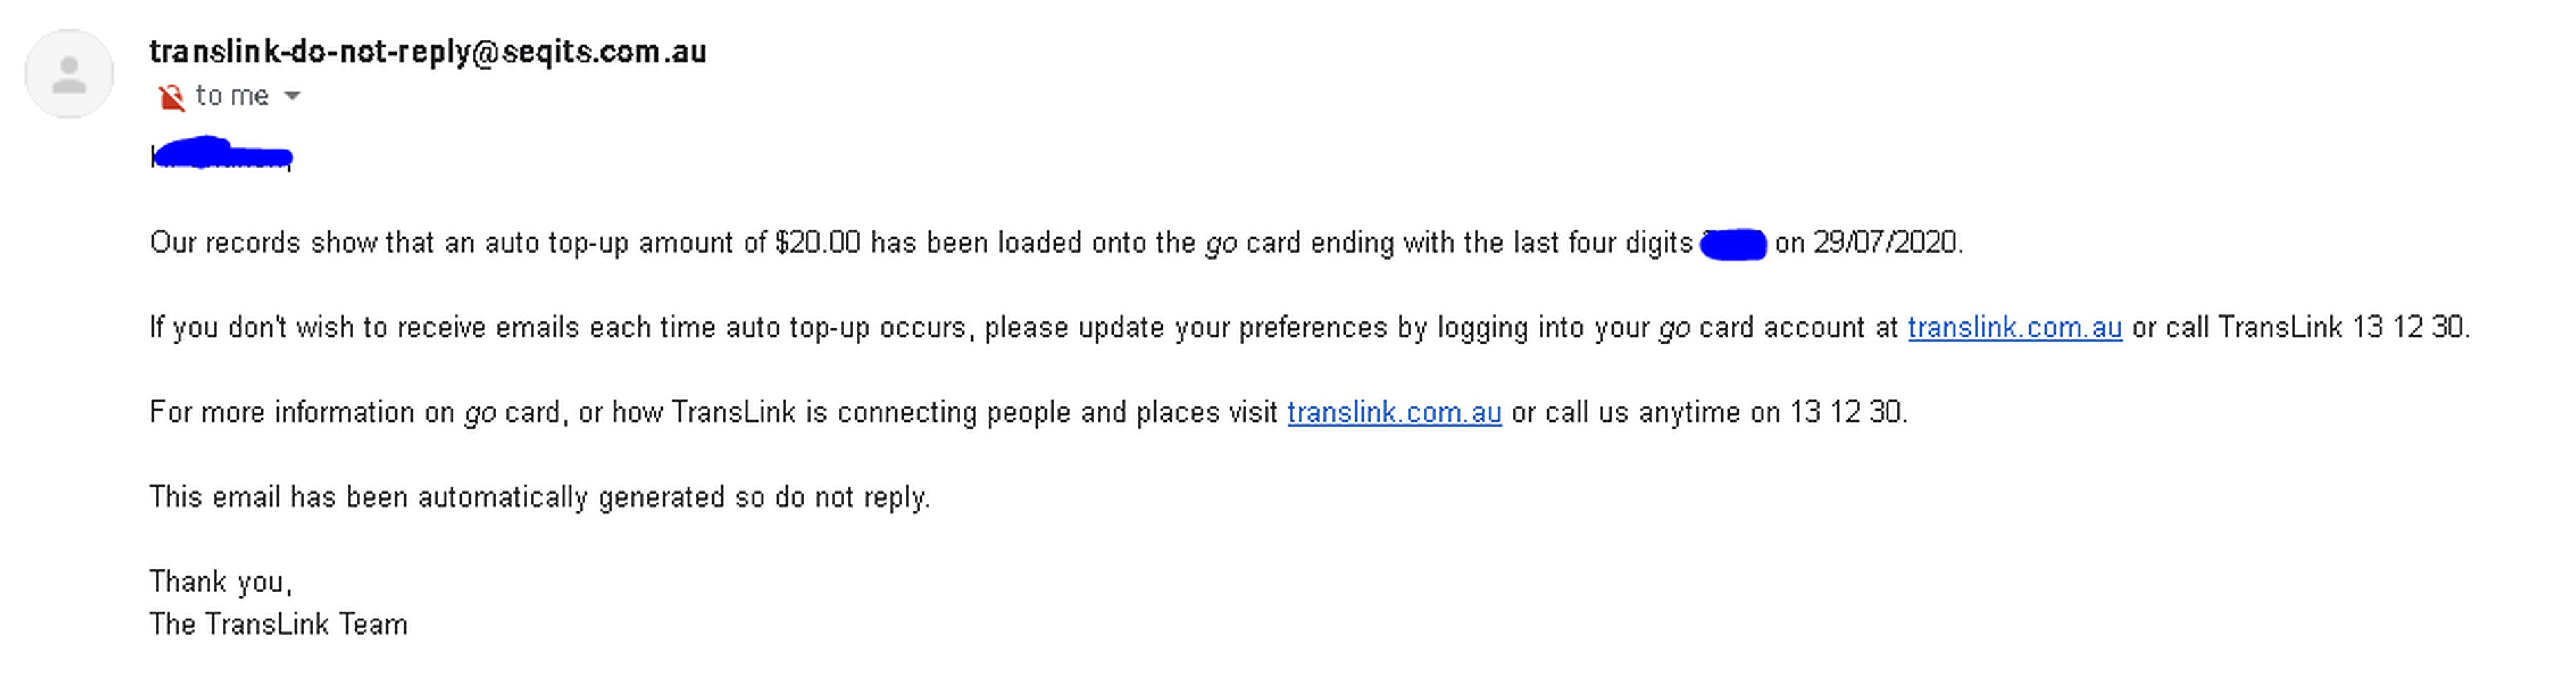 translink-do-not-reply@seqits.com.au
to me
Our records show that an auto top-up amount of $20.00 has been loaded onto the go card ending with the last four digits on 29/07/2020.
If you don't wish to receive emails each time auto top-up occurs, please update your preferences by logging into your go card account at translink.com.au or call TransLink 13 12 30.
For more information on go card, or how TransLink is connecting people and places visit translink.com.au or call us anytime on 13 12 30.
This email has been automatically generated so do not reply.
Thank you,
The TransLink Team